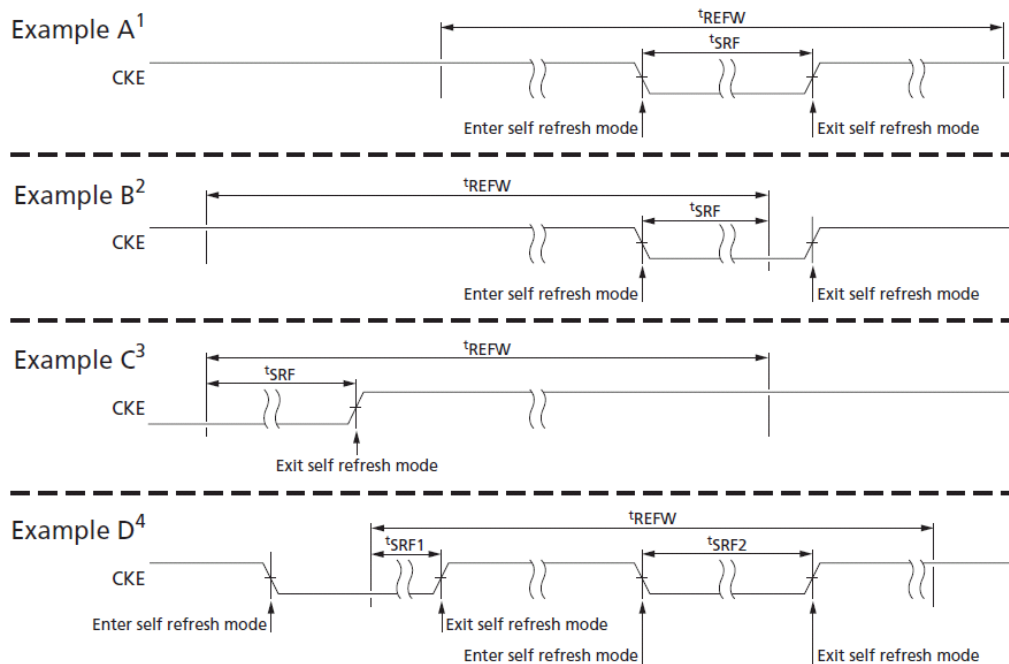 Example A1
tREFW
tSRF
CKE
Enter self refresh mode
Exit self refresh mode
Example B2
tREFW
tSRF
CKE
Enter self refresh mode
Exit self refresh mode
Example C3
tREFW
tSRF
CKE
Exit self refresh mode
Example D4
tREFW
tSRF1
tSRF2
CKE
Enter self refresh mode
Exit self refresh mode
Enter self refresh mode
Exit self refresh mode